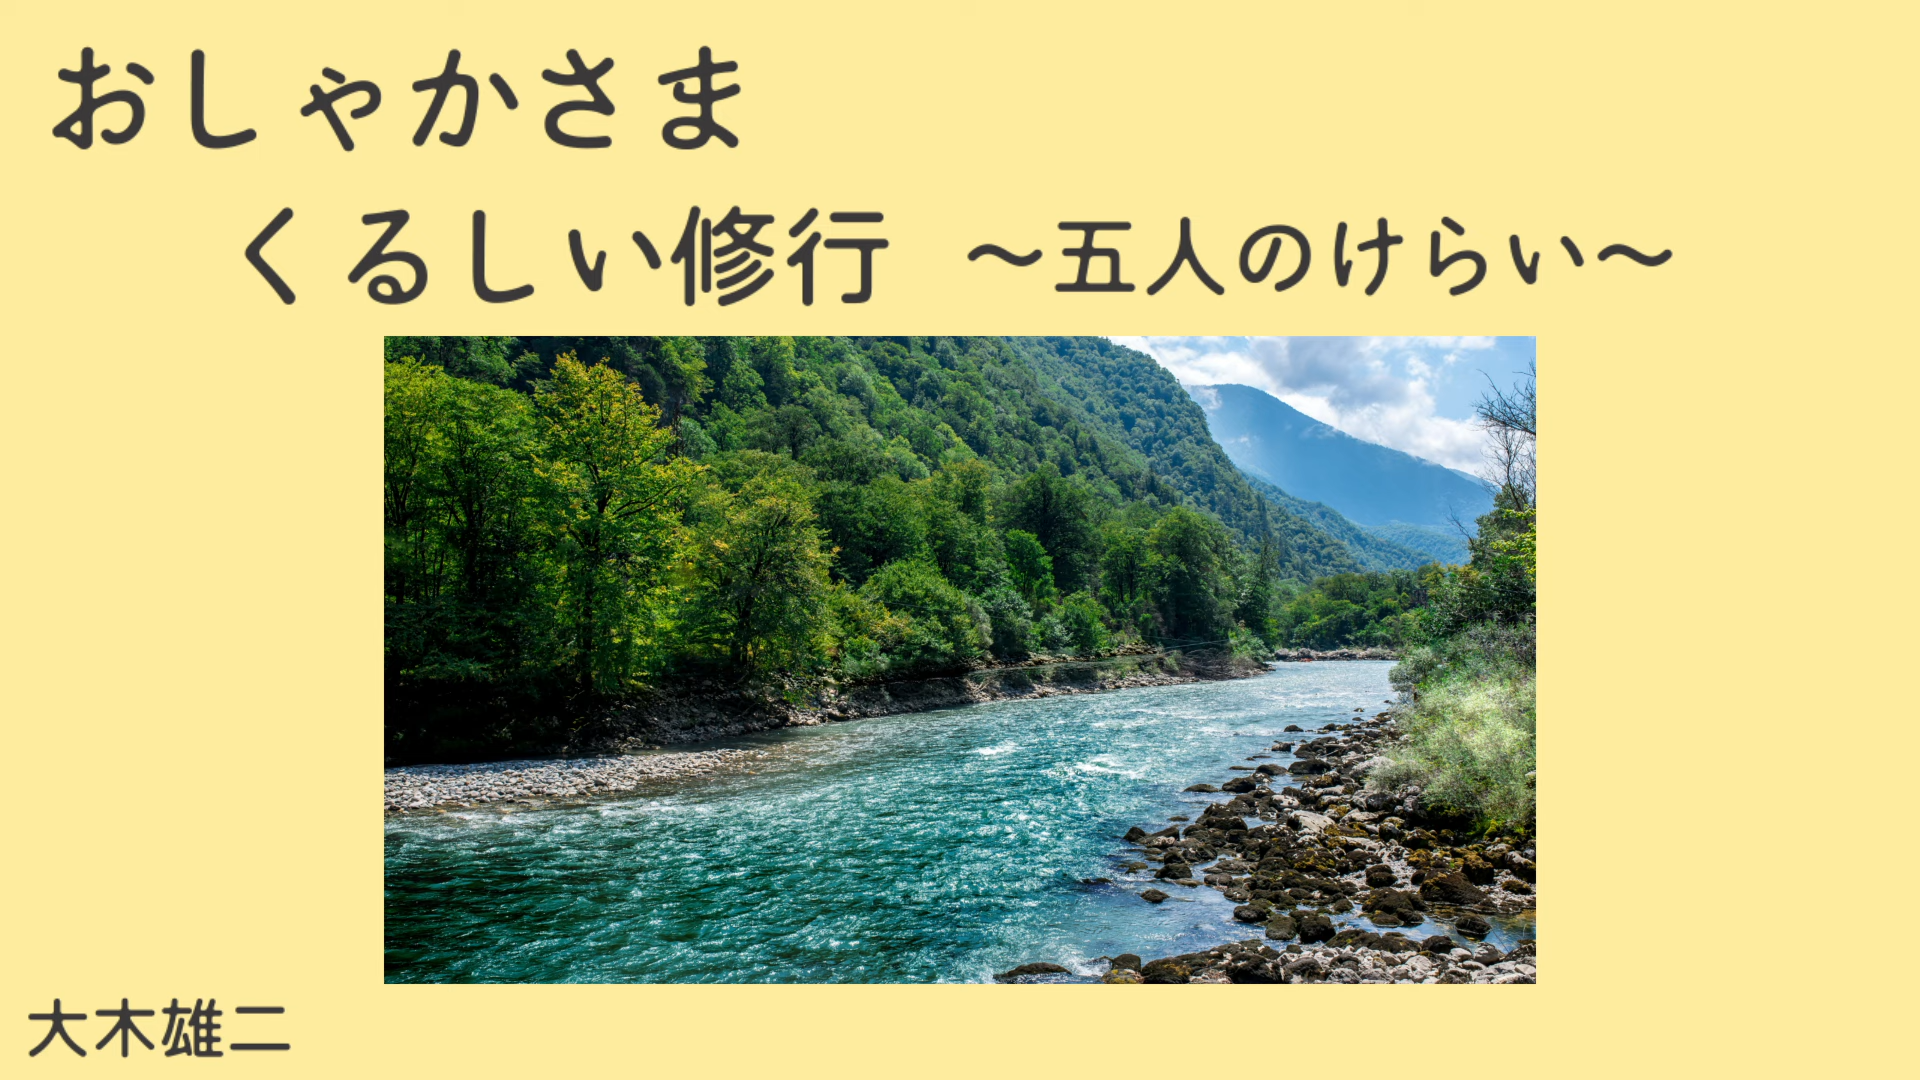 おしゃかさま
くるしい修行 ～五人のけらい～
大木雄二